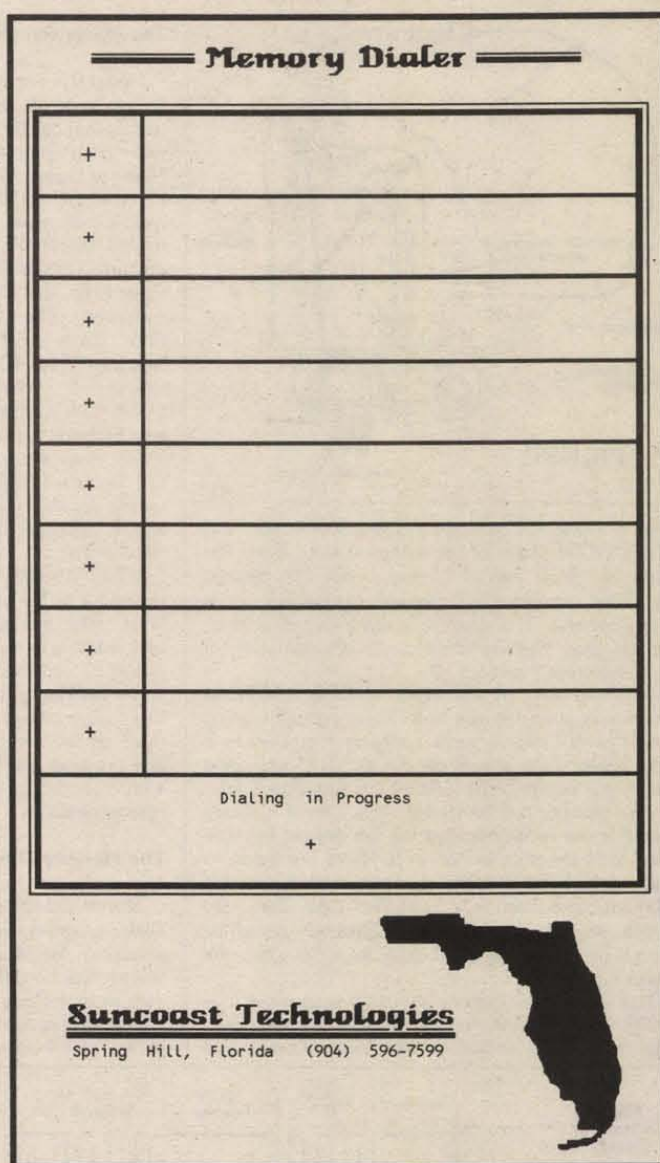 Memory Dialer
+
+
+
+
+
+
+
+
Dialing in Progress
+
Suncoast Technologies
Spring Hill, Florida (904) 596-7599